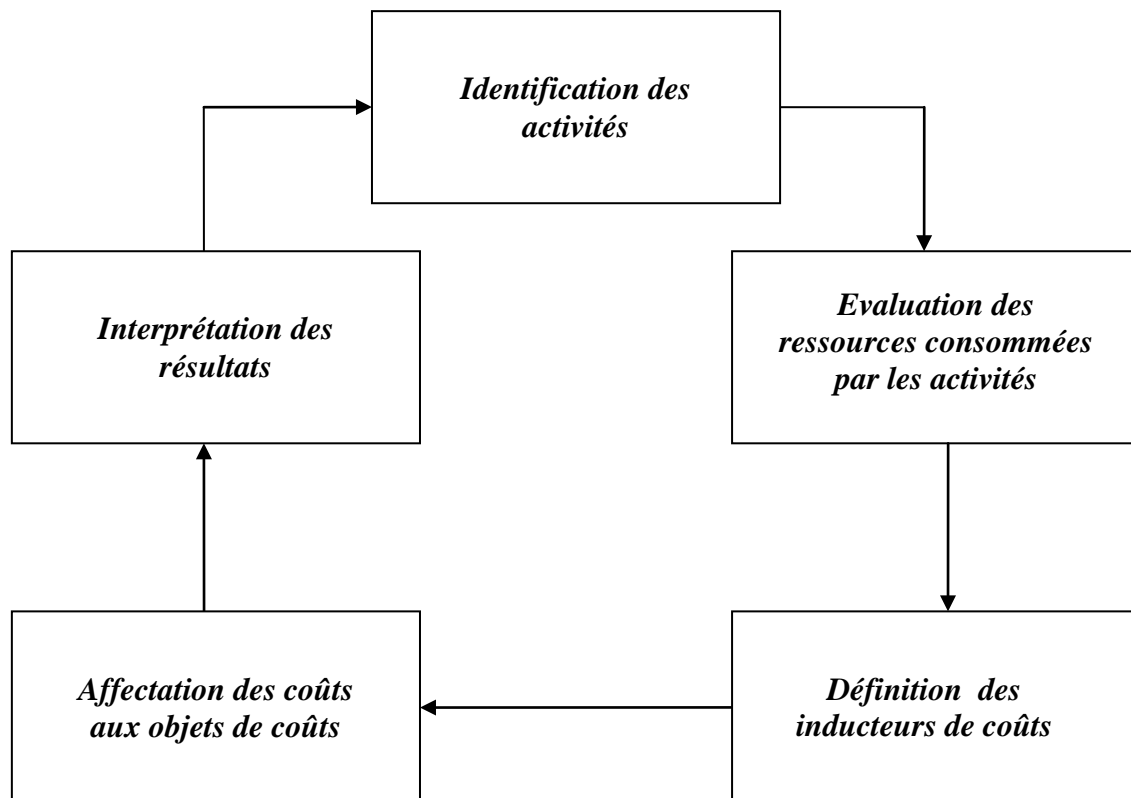 Identification des
activités
Interprétation des
résultats
Evaluation des
ressources consommées
par les activités
Affectation des coûts
aux objets de coûts
Définition  des
inducteurs de coûts